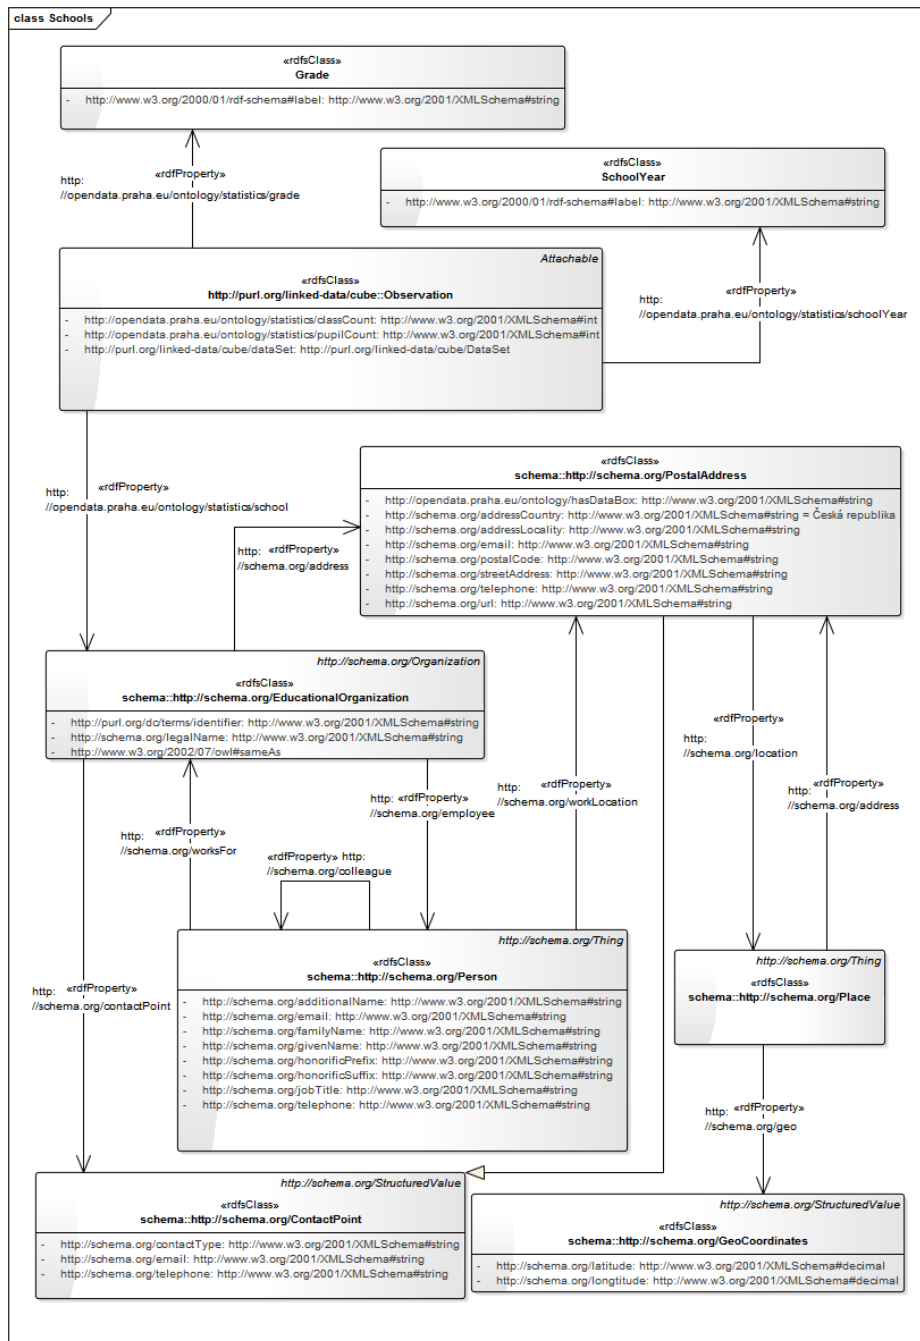 class Schools
«rdfsClass»
Grade
- http://www.w3.org/2000/01/rdf-schema#label: http://www.w3.org/2001/XMLSchema#string
«rdfProperty»
http:
//opendata.praha.eu/ontology/statistics/grade
«rdfsClass»
SchoolYear
- http://www.w3.org/2000/01/rdf-schema#label: http://www.w3.org/2001/XMLSchema#string
Attachable
«rdfsClass»
http://purl.org/linked-data/cube::Observation
- http://opendata.praha.eu/ontology/statistics/classCount: http://www.w3.org/2001/XMLSchema#int
- http://opendata.praha.eu/ontology/statistics/pupilCount: http://www.w3.org/2001/XMLSchema#int
- http://purl.org/linked-data/cube/dataSet: http://purl.org/linked-data/cube/DataSet
«rdfProperty»
http:
//opendata.praha.eu/ontology/statistics/schoolYear
http: «rdfProperty»
//opendata.praha.eu/ontology/statistics/school
«rdfsClass»
schema::http://schema.org/PostalAddress
- http://opendata.praha.eu/ontology/hasDataBox: http://www.w3.org/2001/XMLSchema#string
- http://schema.org/addressCountry: http://www.w3.org/2001/XMLSchema#string = Česká republika
- http://schema.org/addressLocality: http://www.w3.org/2001/XMLSchema#string
- http://schema.org/email: http://www.w3.org/2001/XMLSchema#string
- http://schema.org/postalCode: http://www.w3.org/2001/XMLSchema#string
- http://schema.org/streetAddress: http://www.w3.org/2001/XMLSchema#string
- http://schema.org/telephone: http://www.w3.org/2001/XMLSchema#string
- http://schema.org/url: http://www.w3.org/2001/XMLSchema#string
http: «rdfProperty»
//schema.org/address
http://schema.org/Organization
«rdfsClass»
schema::http://schema.org/EducationalOrganization
- http://purl.org/dc/terms/identifier: http://www.w3.org/2001/XMLSchema#string
- http://schema.org/legalName: http://www.w3.org/2001/XMLSchema#string
- http://www.w3.org/2002/07/owl#sameAs
«rdfProperty»
http:
//schema.org/location
http: «rdfProperty»
//schema.org/employee
http: «rdfProperty»
//schema.org/workLocation
http: «rdfProperty»
//schema.org/address
http: «rdfProperty»
//schema.org/worksFor
«rdfProperty» http:
//schema.org/colleague
http://schema.org/Thing
«rdfsClass»
schema::http://schema.org/Person
- http://schema.org/additionalName: http://www.w3.org/2001/XMLSchema#string
- http://schema.org/email: http://www.w3.org/2001/XMLSchema#string
- http://schema.org/familyName: http://www.w3.org/2001/XMLSchema#string
- http://schema.org/givenName: http://www.w3.org/2001/XMLSchema#string
- http://schema.org/honorificPrefix: http://www.w3.org/2001/XMLSchema#string
- http://schema.org/honorificSuffix: http://www.w3.org/2001/XMLSchema#string
- http://schema.org/jobTitle: http://www.w3.org/2001/XMLSchema#string
- http://schema.org/telephone: http://www.w3.org/2001/XMLSchema#string
http://schema.org/Thing
«rdfsClass»
schema::http://schema.org/Place
http: «rdfProperty»
//schema.org/contactPoint
http: «rdfProperty»
//schema.org/geo
http://schema.org/StructuredValue
«rdfsClass»
schema::http://schema.org/ContactPoint
- http://schema.org/contactType: http://www.w3.org/2001/XMLSchema#string
- http://schema.org/email: http://www.w3.org/2001/XMLSchema#string
- http://schema.org/telephone: http://www.w3.org/2001/XMLSchema#string
http://schema.org/StructuredValue
«rdfsClass»
schema::http://schema.org/GeoCoordinates
- http://schema.org/latitude: http://www.w3.org/2001/XMLSchema#decimal
- http://schema.org/longtitude: http://www.w3.org/2001/XMLSchema#decimal